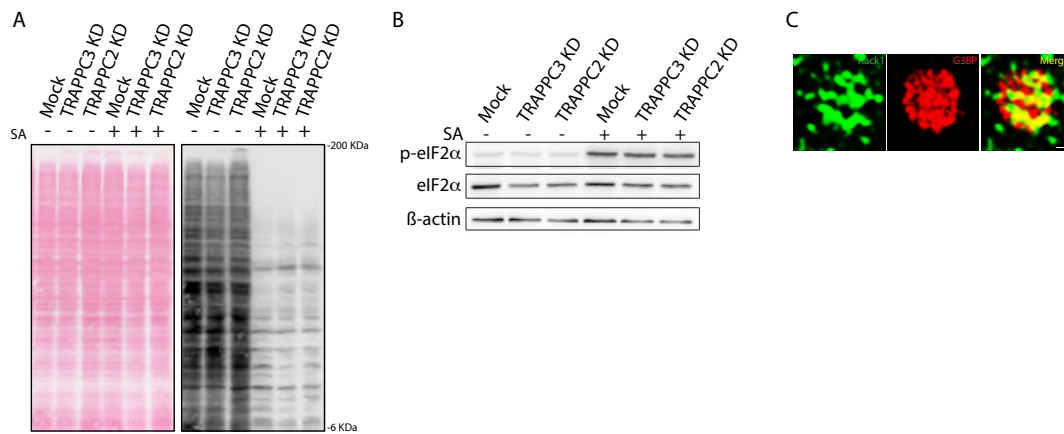 A
Mock
TRAPPC3 KD
TRAPPC2 KD
Mock
TRAPPC3 KD
TRAPPC2 KD
Mock
TRAPPC3 KD
TRAPPC2 KD
Mock
TRAPPC3 KD
TRAPPC2 KD
SA - - - + + + - - - + + +
-200 KDa
-6 KDa
B
Mock
TRAPPC3 KD
TRAPPC2 KD
Mock
TRAPPC3 KD
TRAPPC2 KD
SA - - - + + +
p-eIF2α
eIF2α
ß-actin
C
Rack1
G3BP
Merg